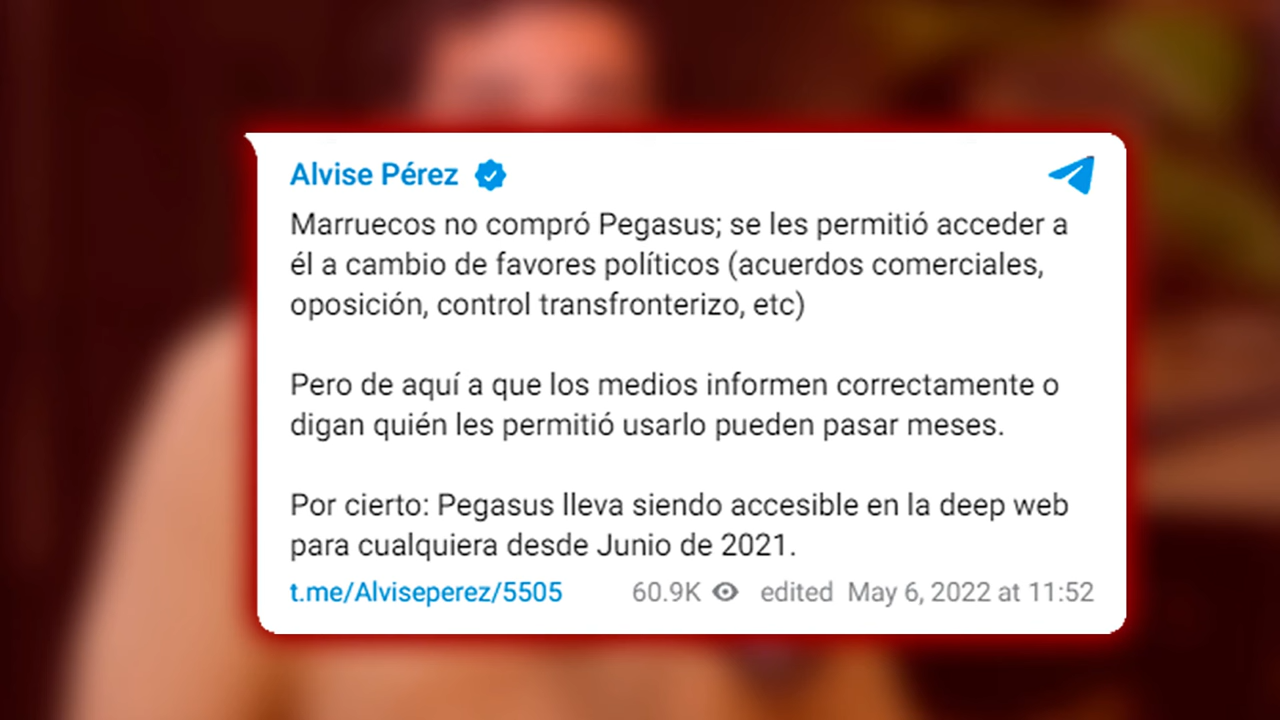 Alvise Pérez
Marruecos no compró Pegasus; se les permitió acceder a
él a cambio de favores políticos (acuerdos comerciales,
oposición, control transfronterizo, etc)
Pero de aquí a que los medios informen correctamente o
digan quién les permitió usarlo pueden pasar meses.
Por cierto: Pegasus lleva siendo accesible en la deep web
para cualquiera desde Junio de 2021.
t.me/Alviseperez/5505 60.9K edited May 6, 2022 at 11:52